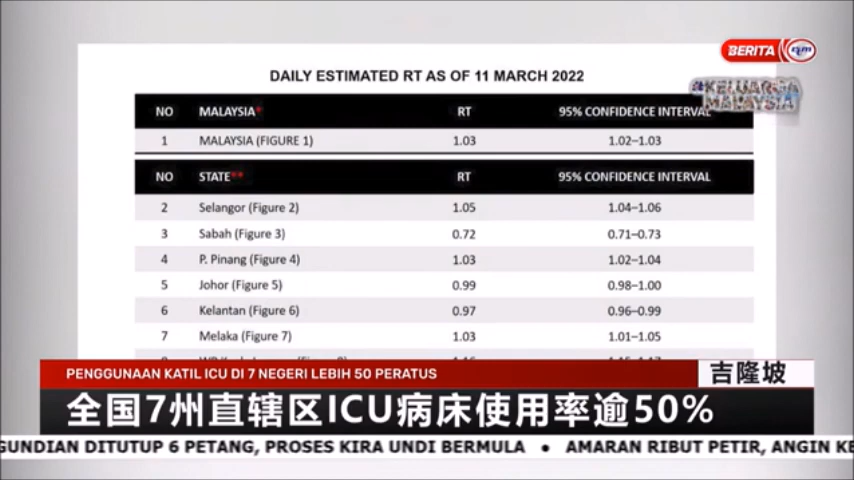 BERITA rtm
DAILY ESTIMATED RT AS OF 11 MARCH 2022
#KELUARGA
MALAYSIA
NO MALAYSIA* RT 95% CONFIDENCE INTERVAL
1 MALAYSIA (FIGURE 1) 1.03 1.02–1.03
NO STATE** RT 95% CONFIDENCE INTERVAL
2 Selangor (Figure 2) 1.05 1.04–1.06
3 Sabah (Figure 3) 0.72 0.71–0.73
4 P. Pinang (Figure 4) 1.03 1.02–1.04
5 Johor (Figure 5) 0.99 0.98–1.00
6 Kelantan (Figure 6) 0.97 0.96–0.99
7 Melaka (Figure 7) 1.03 1.01–1.05
PENGGUNAAN KATIL ICU DI 7 NEGERI LEBIH 50 PERATUS
吉隆坡
全国7州直辖区ICU病床使用率逾50%
GUNDIAN DITUTUP 6 PETANG, PROSES KIRA UNDI BERMULA ● AMARAN RIBUT PETIR, ANGIN KE